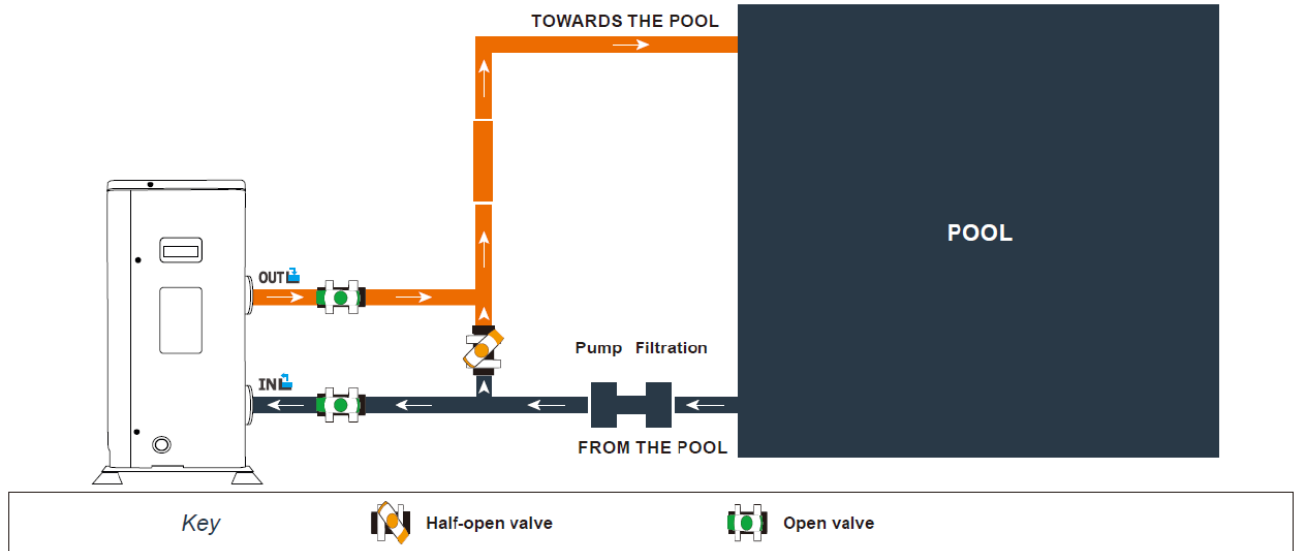 TOWARDS THE POOL
POOL
OUT
Pump Filtration
IN
FROM THE POOL
Key
Half-open valve
Open valve